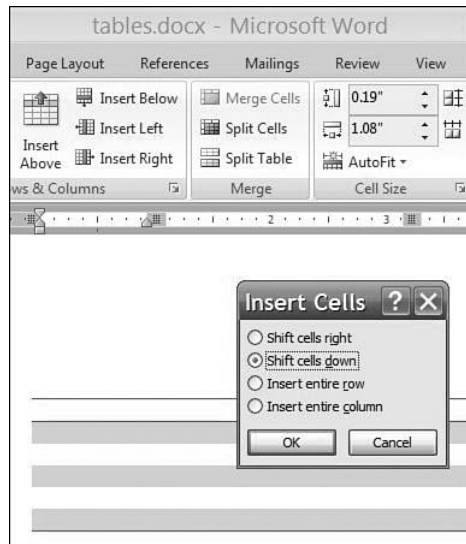 tables.docx - Microsoft Word
Page Layout References Mailings Review View
Insert Above
Insert Below
Insert Left
Insert Right
ws & Columns
Merge Cells
Split Cells
Split Table
Merge
0.19"
1.08"
AutoFit
Cell Size
2 3
Insert Cells ? X
Shift cells right
Shift cells down
Insert entire row
Insert entire column
OK Cancel